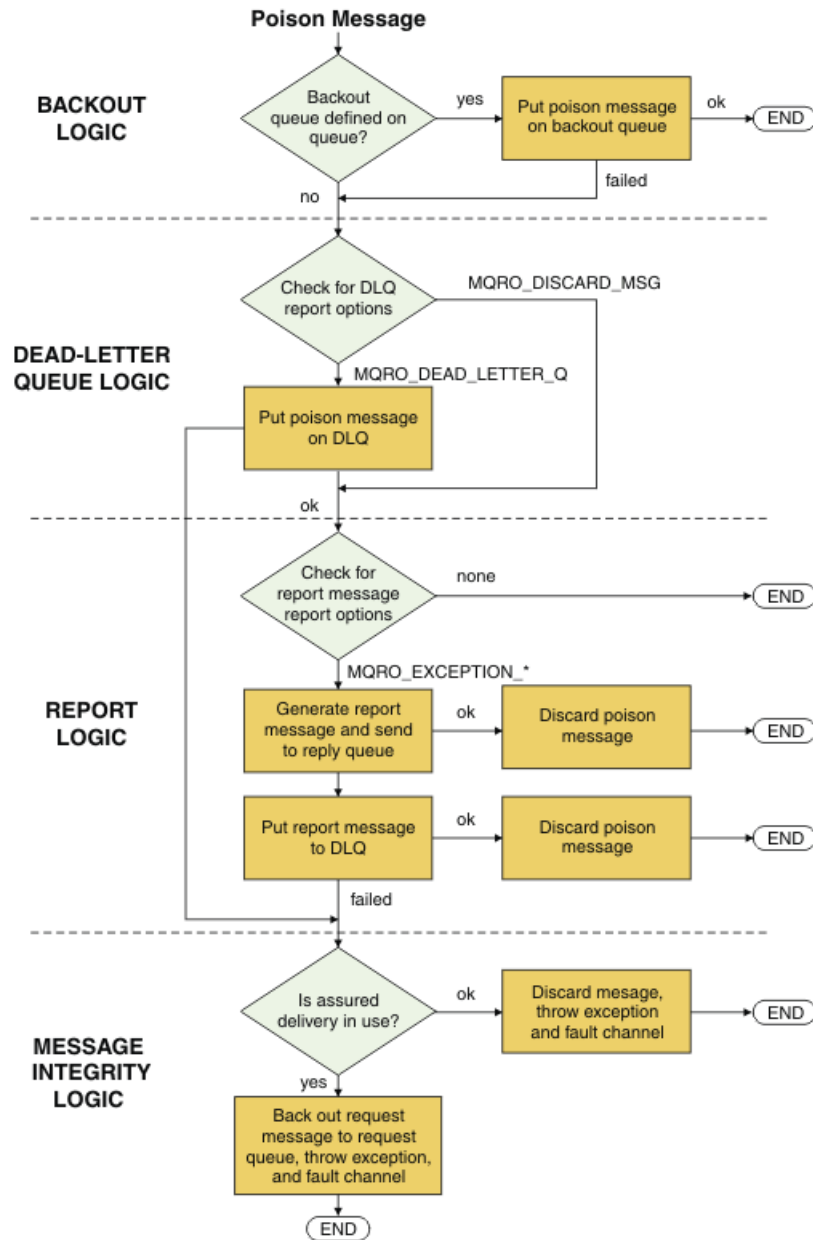 Poison Message
BACKOUT
LOGIC
Backout
queue defined on
queue?
yes
Put poison message
on backout queue
ok
END
failed
no
DEAD-LETTER
QUEUE LOGIC
Check for DLQ
report options
MQRO_DISCARD_MSG
MQRO_DEAD_LETTER_Q
Put poison message
on DLQ
ok
REPORT
LOGIC
Check for
report message
report options
none
END
MQRO_EXCEPTION_*
Generate report
message and send
to reply queue
ok
Discard poison
message
END
Put report message
to DLQ
ok
Discard poison
message
END
failed
MESSAGE
INTEGRITY
LOGIC
Is assured
delivery in use?
ok
Discard mesage,
throw exception
and fault channel
END
yes
Back out request
message to request
queue, throw exception,
and fault channel
END